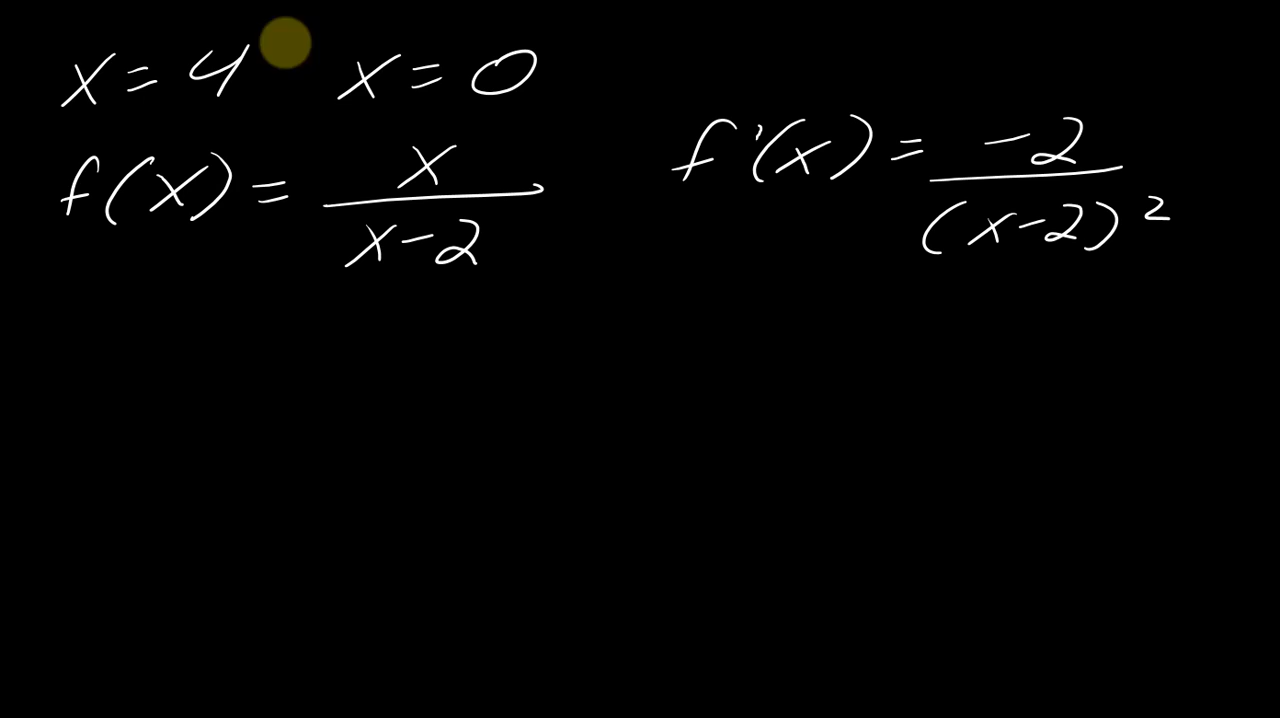 x = 4 x = 0
f(x) = x / (x - 2)
f'(x) = -2 / (x-2)²